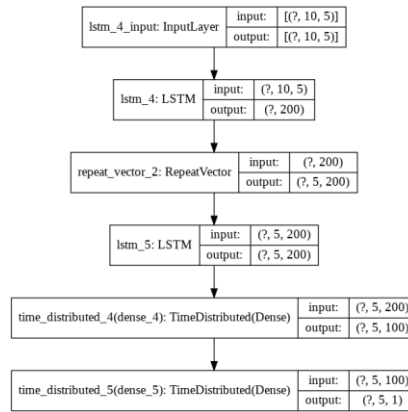 lstm_4_input: InputLayer input: [(?, 10, 5)]
output: [(?, 10, 5)]
lstm_4: LSTM input: (?, 10, 5)
output: (?, 200)
repeat_vector_2: RepeatVector input: (?, 200)
output: (?, 5, 200)
lstm_5: LSTM input: (?, 5, 200)
output: (?, 5, 200)
time_distributed_4(dense_4): TimeDistributed(Dense) input: (?, 5, 200)
output: (?, 5, 100)
time_distributed_5(dense_5): TimeDistributed(Dense) input: (?, 5, 100)
output: (?, 5, 1)